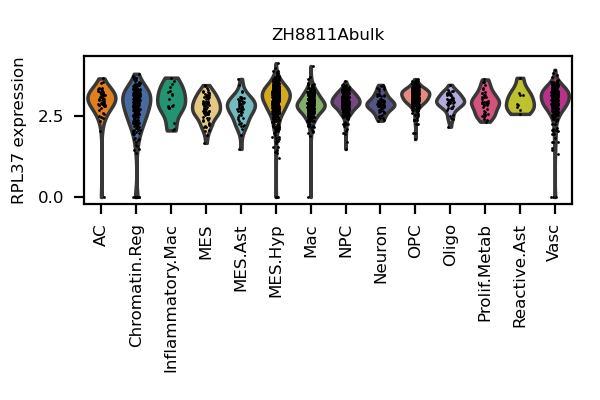 ZH8811Abulk
RPL37 expression
2.5
0.0
AC
Chromatin.Reg
Inflammatory.Mac
MES
MES.Ast
MES.Hyp
Mac
NPC
Neuron
OPC
Oligo
Prolif.Metab
Reactive.Ast
Vasc